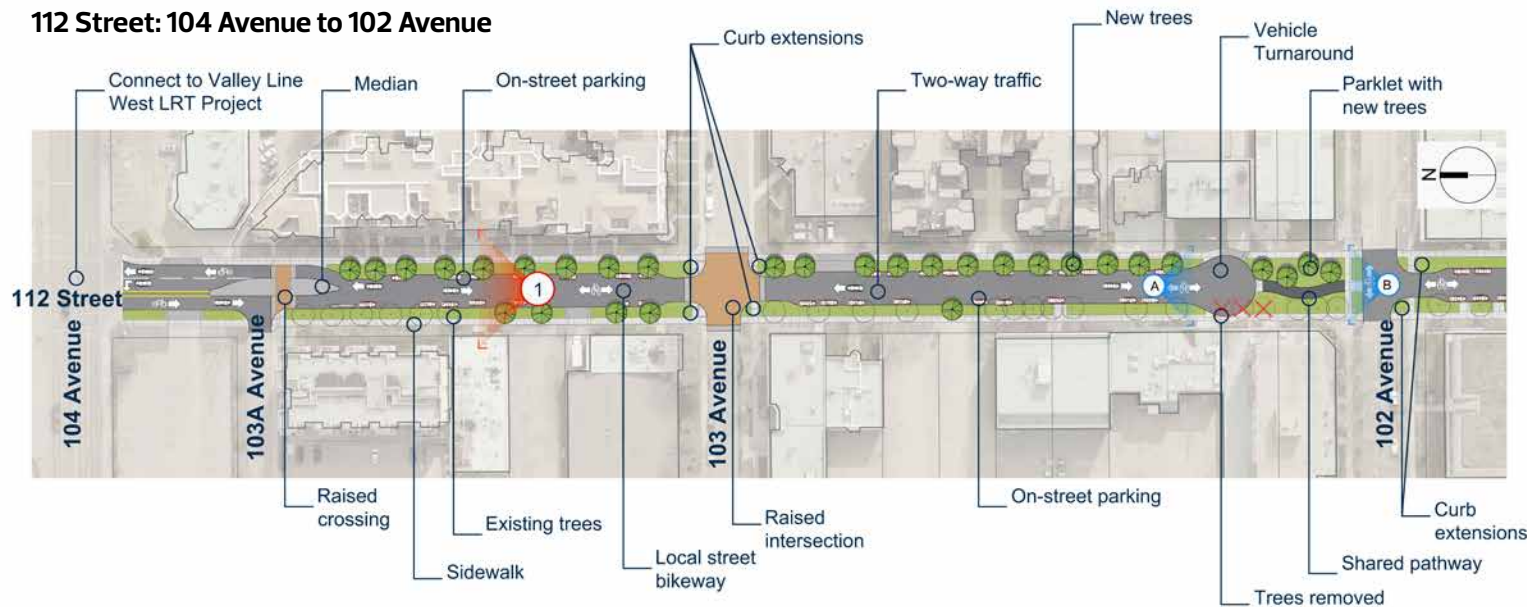 112 Street: 104 Avenue to 102 Avenue
Connect to Valley Line
West LRT Project
Median
On-street parking
Curb extensions
Two-way traffic
New trees
Vehicle
Turnaround
Parklet with
new trees
N
112 Street
1
A
B
104 Avenue
103A Avenue
103 Avenue
102 Avenue
Raised
crossing
Existing trees
Sidewalk
Local street
bikeway
Raised
intersection
On-street parking
Curb
extensions
Shared pathway
Trees removed